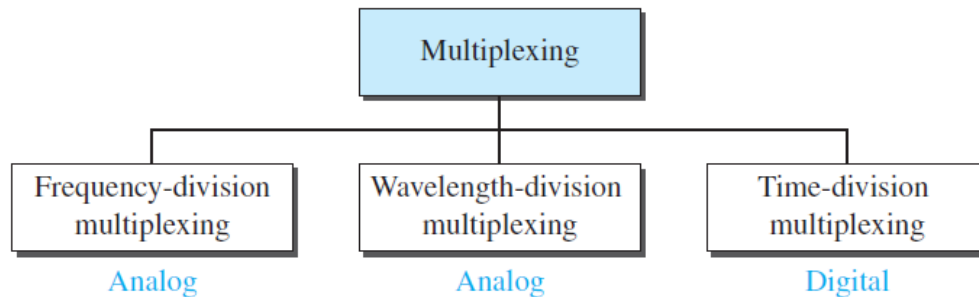 Multiplexing
Frequency-division
multiplexing
Wavelength-division
multiplexing
Time-division
multiplexing
Analog
Analog
Digital